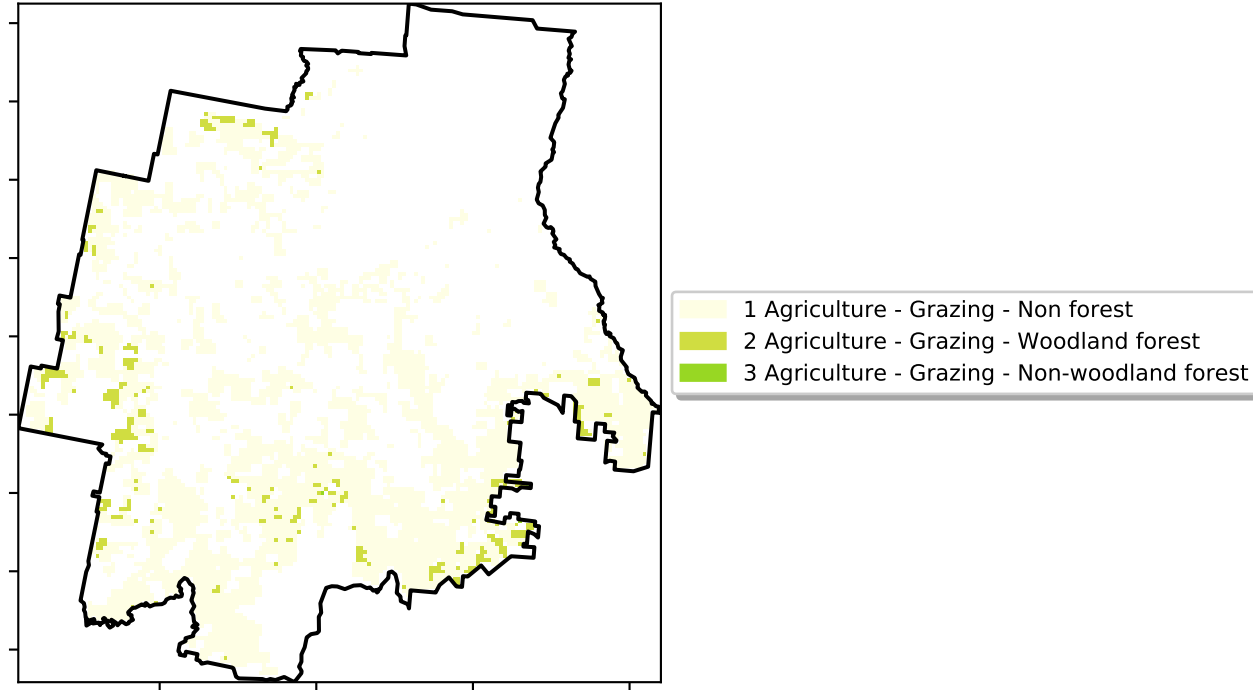 1 Agriculture - Grazing - Non forest
2 Agriculture - Grazing - Woodland forest
3 Agriculture - Grazing - Non-woodland forest